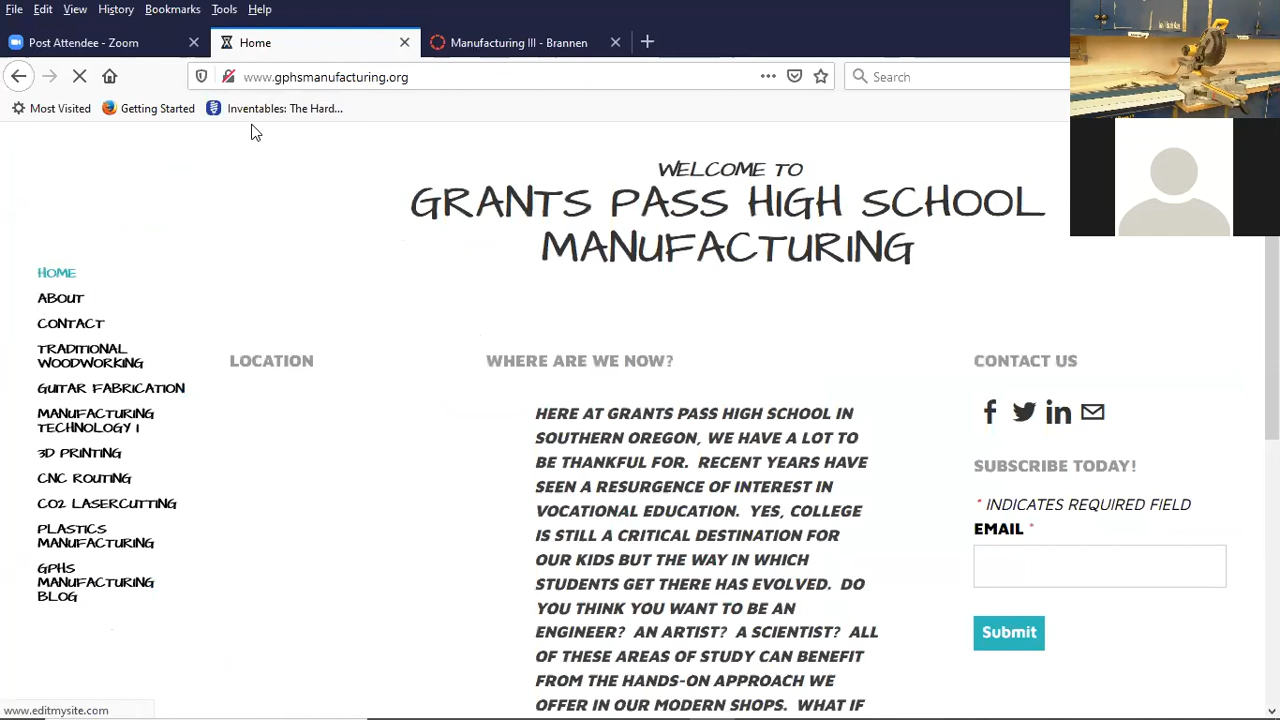 File Edit View History Bookmarks Tools Help
Post Attendee - Zoom
Home
Manufacturing III - Brannen
www.gphsmanufacturing.org
Search
Most Visited
Getting Started
Inventables: The Hard...
WELCOME TO
GRANTS PASS HIGH SCHOOL
MANUFACTURING
HOME
ABOUT
CONTACT
TRADITIONAL
WOODWORKING
GUITAR FABRICATION
MANUFACTURING
TECHNOLOGY I
3D PRINTING
CNC ROUTING
CO2 LASERCUTTING
PLASTICS
MANUFACTURING
GPHS
MANUFACTURING
BLOG
LOCATION
WHERE ARE WE NOW?
HERE AT GRANTS PASS HIGH SCHOOL IN
SOUTHERN OREGON, WE HAVE A LOT TO
BE THANKFUL FOR. RECENT YEARS HAVE
SEEN A RESURGENCE OF INTEREST IN
VOCATIONAL EDUCATION. YES, COLLEGE
IS STILL A CRITICAL DESTINATION FOR
OUR KIDS BUT THE WAY IN WHICH
STUDENTS GET THERE HAS EVOLVED. DO
YOU THINK YOU WANT TO BE AN
ENGINEER? AN ARTIST? A SCIENTIST? ALL
OF THESE AREAS OF STUDY CAN BENEFIT
FROM THE HANDS-ON APPROACH WE
OFFER IN OUR MODERN SHOPS. WHAT IF
CONTACT US
SUBSCRIBE TODAY!
* INDICATES REQUIRED FIELD
EMAIL *
Submit
www.editmysite.com